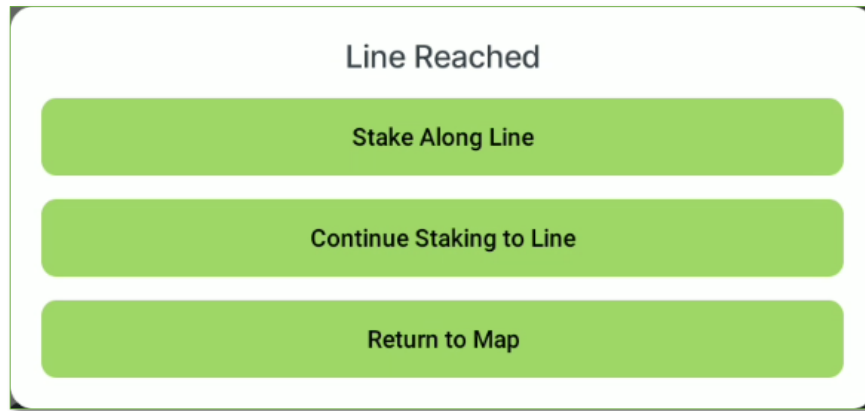 Line Reached
Stake Along Line
Continue Staking to Line
Return to Map